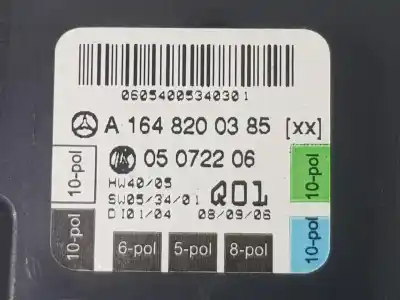 0605400534030 1
A 164 820 03 85 [xx]
05 0722 06
HW40/05
SW05/34/01
Q01
DI01/04
08/09/06
10-pol
10-pol
6-pol
5-pol
8-pol
10-pol
10-pol